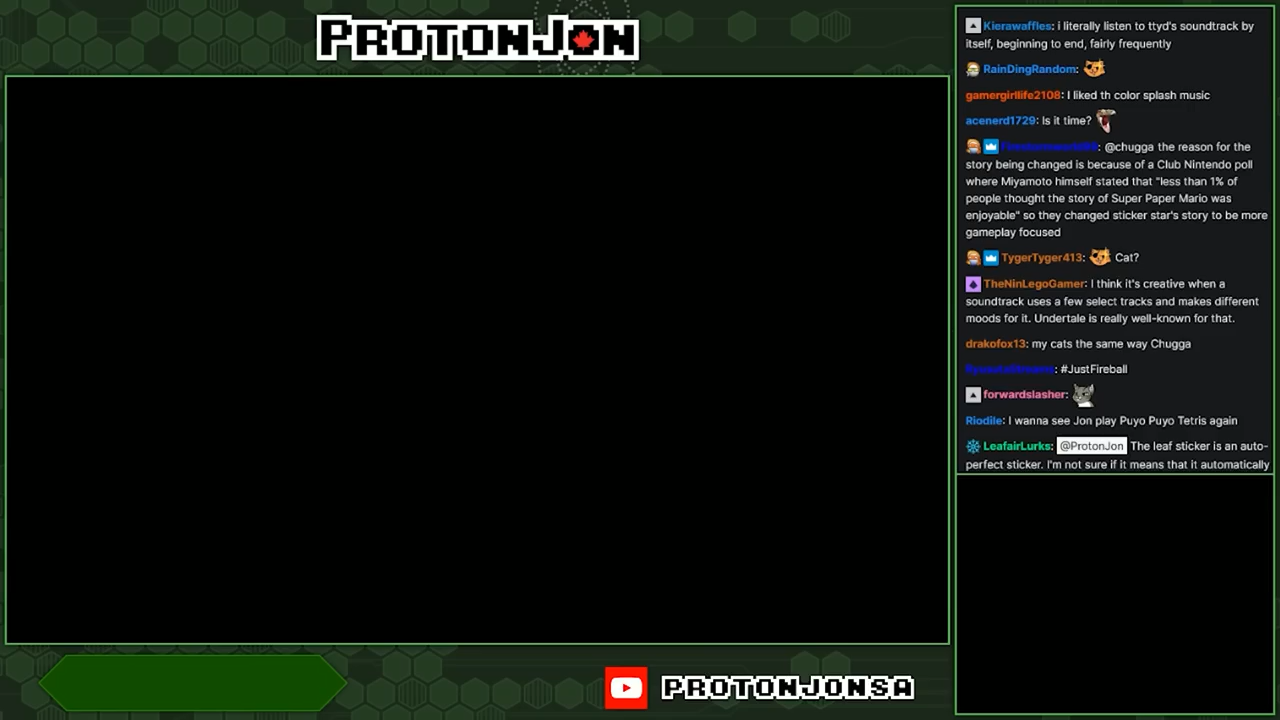 PROTONJON
Kierawaffles: i literally listen to ttyd's soundtrack by
itself, beginning to end, fairly frequently
RainDingRandom:
gamergirllife2108: I liked th color splash music
acenerd1729: Is it time?
: @chugga the reason for the
story being changed is because of a Club Nintendo poll
where Miyamoto himself stated that "less than 1% of
people thought the story of Super Paper Mario was
enjoyable" so they changed sticker star's story to be more
gameplay focused
TygerTyger413: Cat?
TheNinLegoGamer: I think it's creative when a
soundtrack uses a few select tracks and makes different
moods for it. Undertale is really well-known for that.
drakofox13: my cats the same way Chugga
: #JustFireball
forwardslasher:
Riodile: I wanna see Jon play Puyo Puyo Tetris again
LeafairLurks: @ProtonJon The leaf sticker is an auto-
perfect sticker. I'm not sure if it means that it automatically
PROTONJONSA